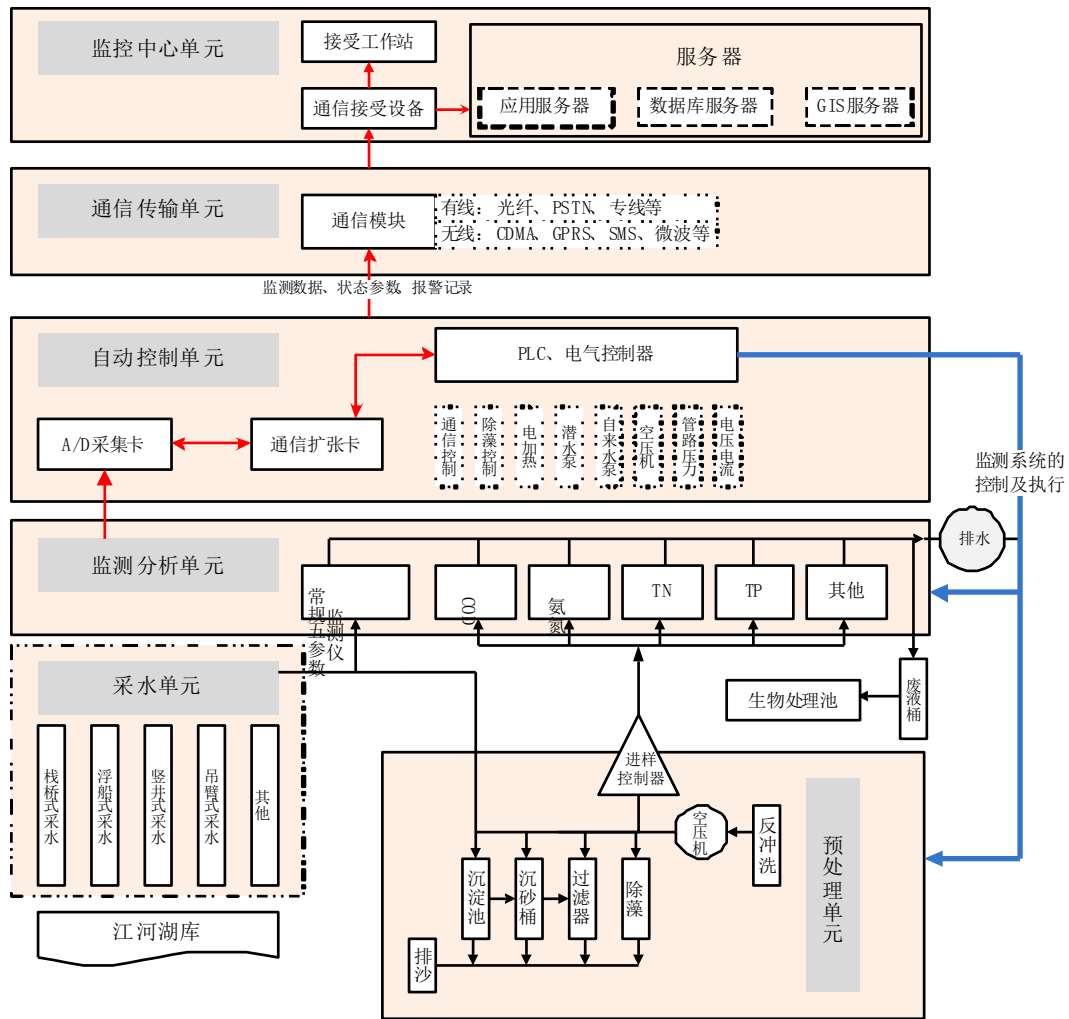 监控中心单元
接受工作站
通信接受设备
服务器
应用服务器
数据库服务器
GIS服务器
通信传输单元
通信模块
有线：光纤、PSTN、专线等
无线：CDMA、GPRS、SMS、微波等
监测数据、状态参数、报警记录
自动控制单元
PLC、电气控制器
A/D采集卡
通信扩张卡
通信控制
除藻控制
电加热
潜水泵
自来水泵
空压机
管路压力
电压电流
监测系统的
控制及执行
监测分析单元
排水
常规五参数
监测仪
COD
氨氮
TN
TP
其他
采水单元
栈桥式采水
浮船式采水
竖井式采水
吊臂式采水
其他
江河湖库
生物处理池
废液桶
进样
控制器
空压机
反冲洗
沉淀池
沉砂桶
过滤器
除藻
排沙
预处理单元